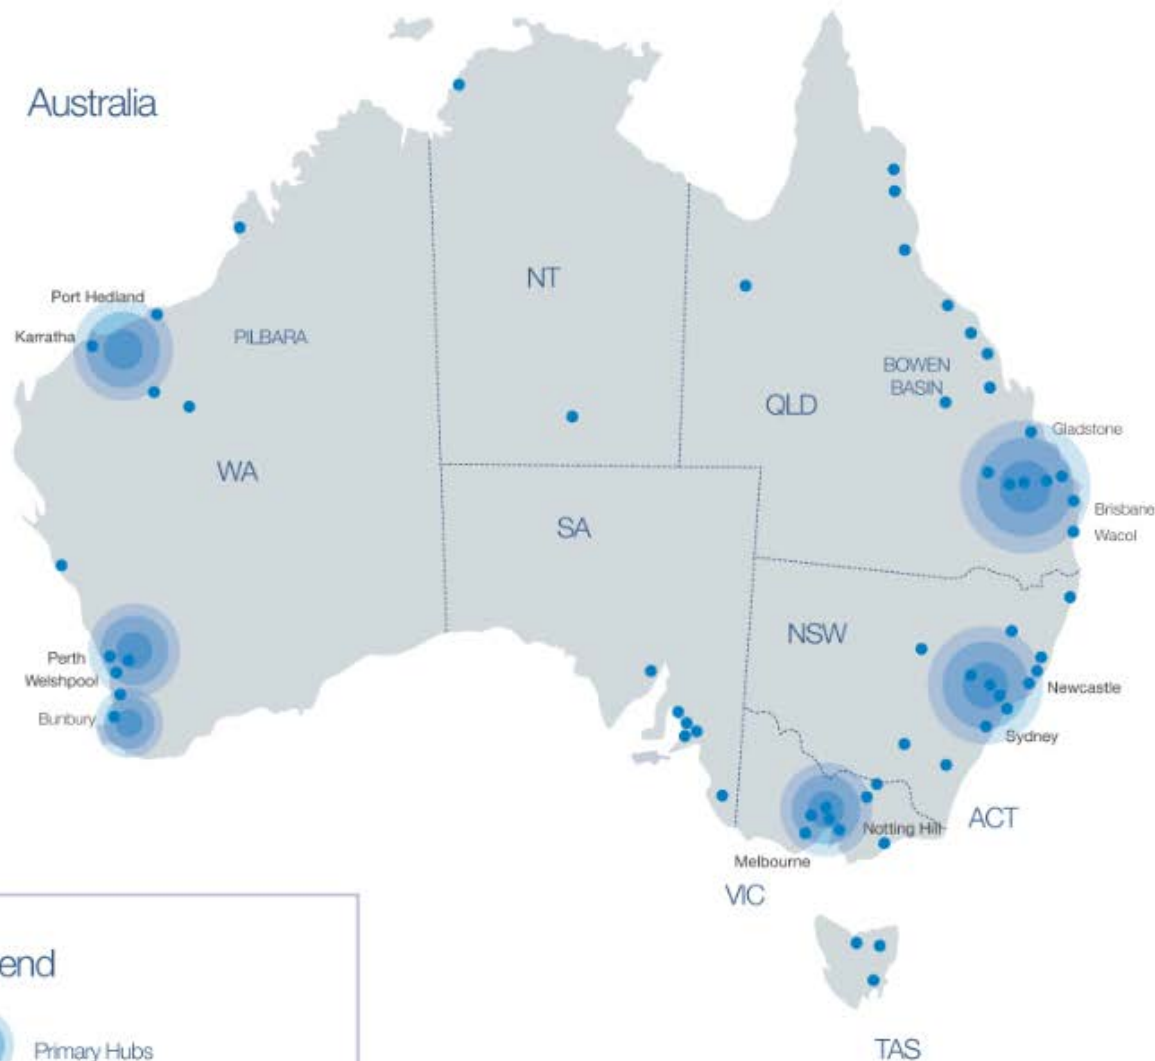 Australia
Port Hedland
Karratha
PILBARA
NT
BOWEN
BASIN
QLD
Gladstone
WA
SA
Brisbane
Wacol
NSW
Perth
Welshpool
Bunbury
Newcastle
Sydney
ACT
Notting Hill
Melbourne
VIC
end
Primary Hubs
TAS